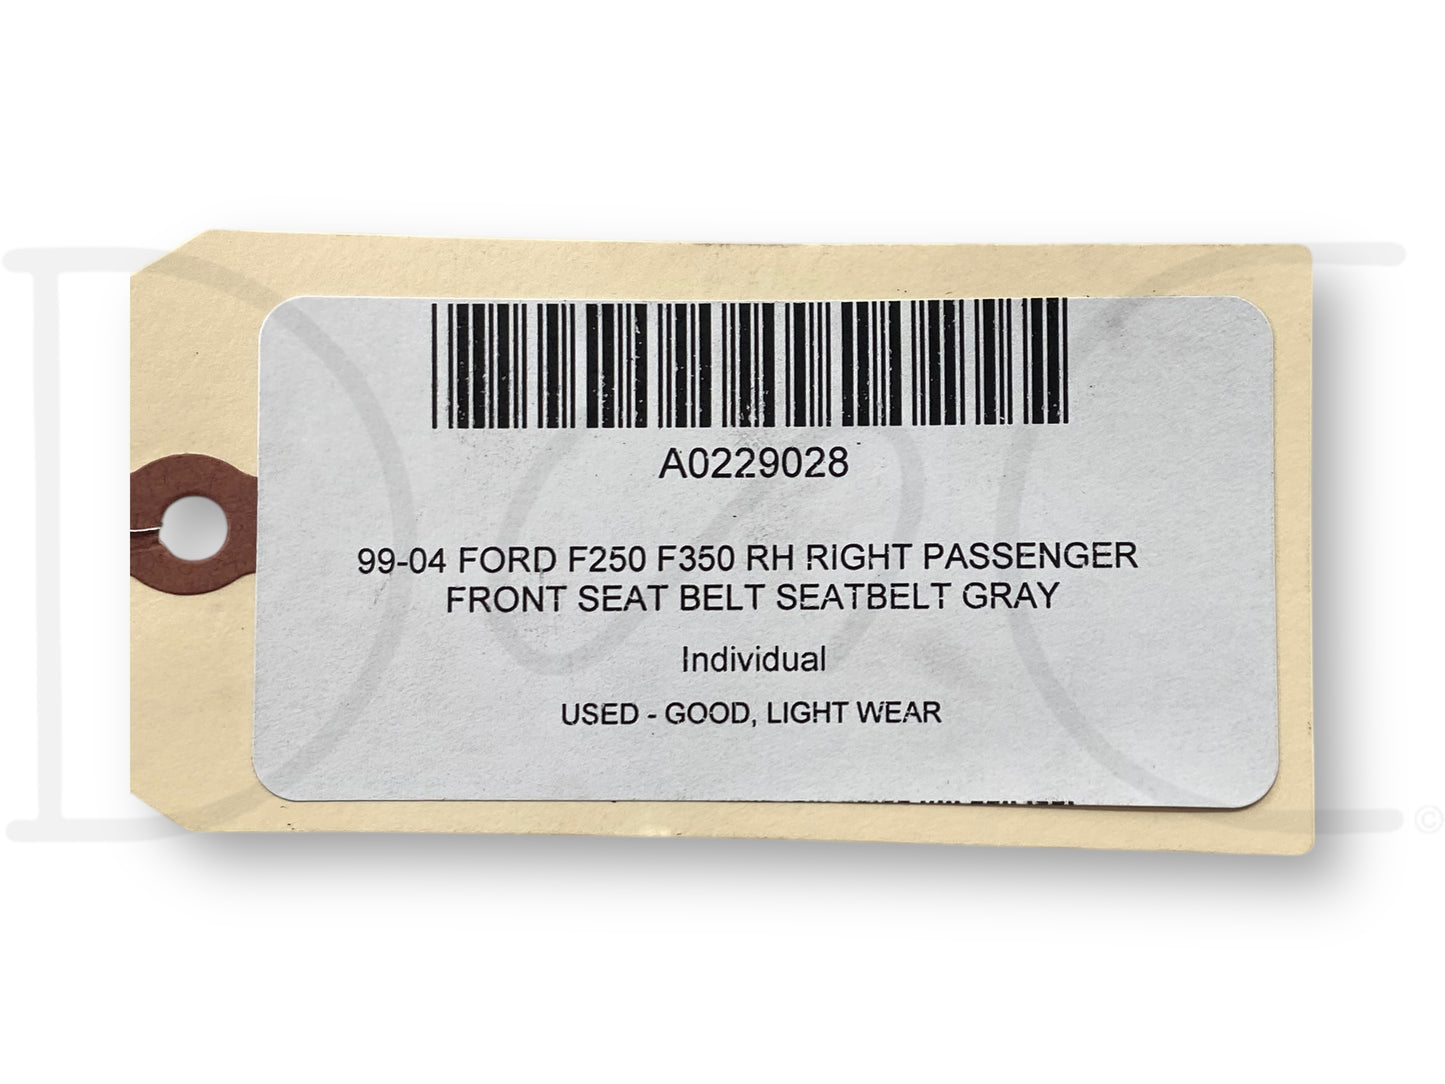 A0229028
99-04 FORD F250 F350 RH RIGHT PASSENGER
FRONT SEAT BELT SEATBELT GRAY
Individual
USED - GOOD, LIGHT WEAR
©